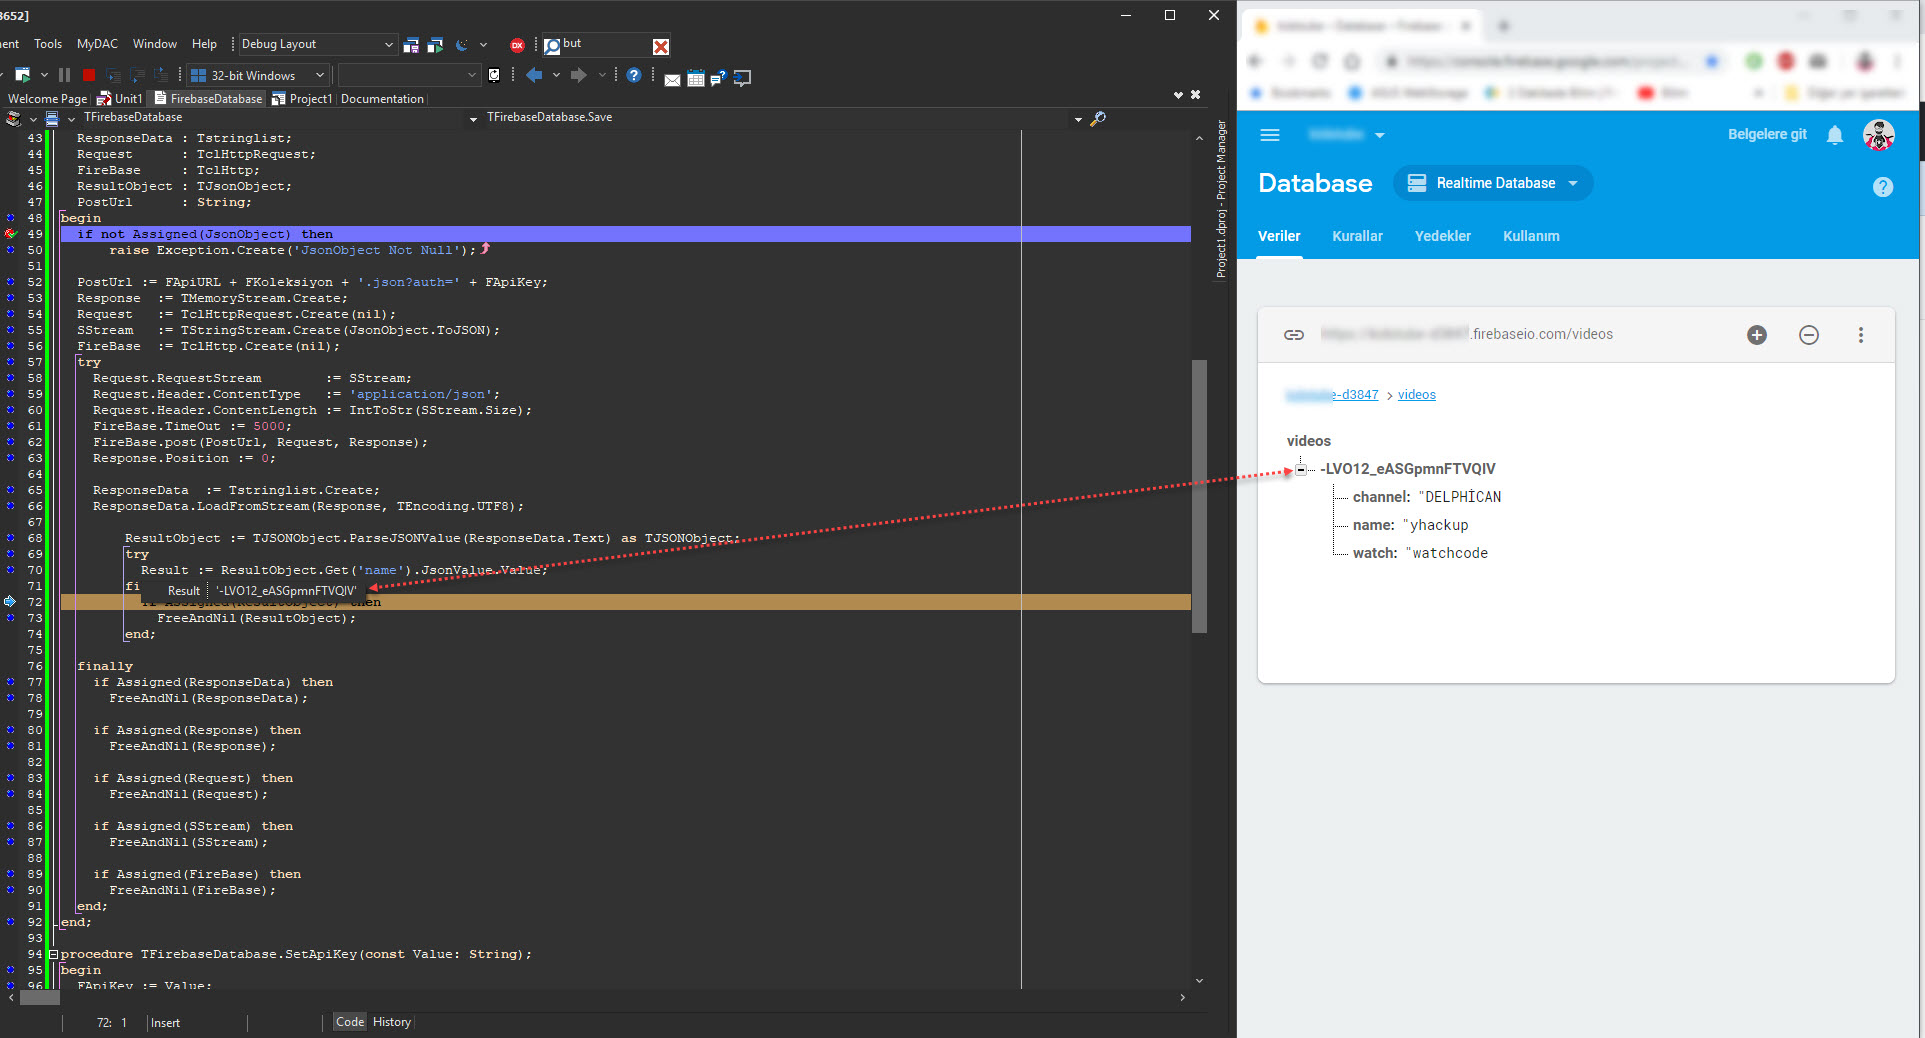 3652]
ent Tools MyDAC Window Help Debug Layout DX but
32-bit Windows
Welcome Page Unit1 FirebaseDatabase Project1 Documentation
TFirebaseDatabase TFirebaseDatabase.Save
Project1.dproj - Project Manager
43 ResponseData : Tstringlist;
44 Request : TclHttpRequest;
45 FireBase : TclHttp;
46 ResultObject : TJsonObject;
47 PostUrl : String;
48 begin
49 if not Assigned(JsonObject) then
50 raise Exception.Create('JsonObject Not Null');
51
52 PostUrl := FApiURL + FKoleksiyon + '.json?auth=' + FApiKey;
53 Response := TMemoryStream.Create;
54 Request := TclHttpRequest.Create(nil);
55 SStream := TStringStream.Create(JsonObject.ToJSON);
56 FireBase := TclHttp.Create(nil);
57 try
58 Request.RequestStream := SStream;
59 Request.Header.ContentType := 'application/json';
60 Request.Header.ContentLength := IntToStr(SStream.Size);
61 FireBase.TimeOut := 5000;
62 FireBase.post(PostUrl, Request, Response);
63 Response.Position := 0;
64
65 ResponseData := Tstringlist.Create;
66 ResponseData.LoadFromStream(Response, TEncoding.UTF8);
67
68 ResultObject := TJSONObject.ParseJSONValue(ResponseData.Text) as TJSONObject;
69 try
70 Result := ResultObject.Get('name').JsonValue.Value;
71 fi
Result '-LVO12_eASGpmnFTVQIV'
72 if Assigned(ResultObject) then
73 FreeAndNil(ResultObject);
74 end;
75
76 finally
77 if Assigned(ResponseData) then
78 FreeAndNil(ResponseData);
79
80 if Assigned(Response) then
81 FreeAndNil(Response);
82
83 if Assigned(Request) then
84 FreeAndNil(Request);
85
86 if Assigned(SStream) then
87 FreeAndNil(SStream);
88
89 if Assigned(FireBase) then
90 FreeAndNil(FireBase);
91 end;
92 end;
93
94 procedure TFirebaseDatabase.SetApiKey(const Value: String);
95 begin
96 FApiKey := Value;
72: 1 Insert Code History
Belgelere git
Database Realtime Database
Veriler Kurallar Yedekler Kullanım
.firebaseio.com/videos
e-d3847 > videos
videos
-LVO12_eASGpmnFTVQIV
channel: "DELPHİCAN
name: "yhackup
watch: "watchcode